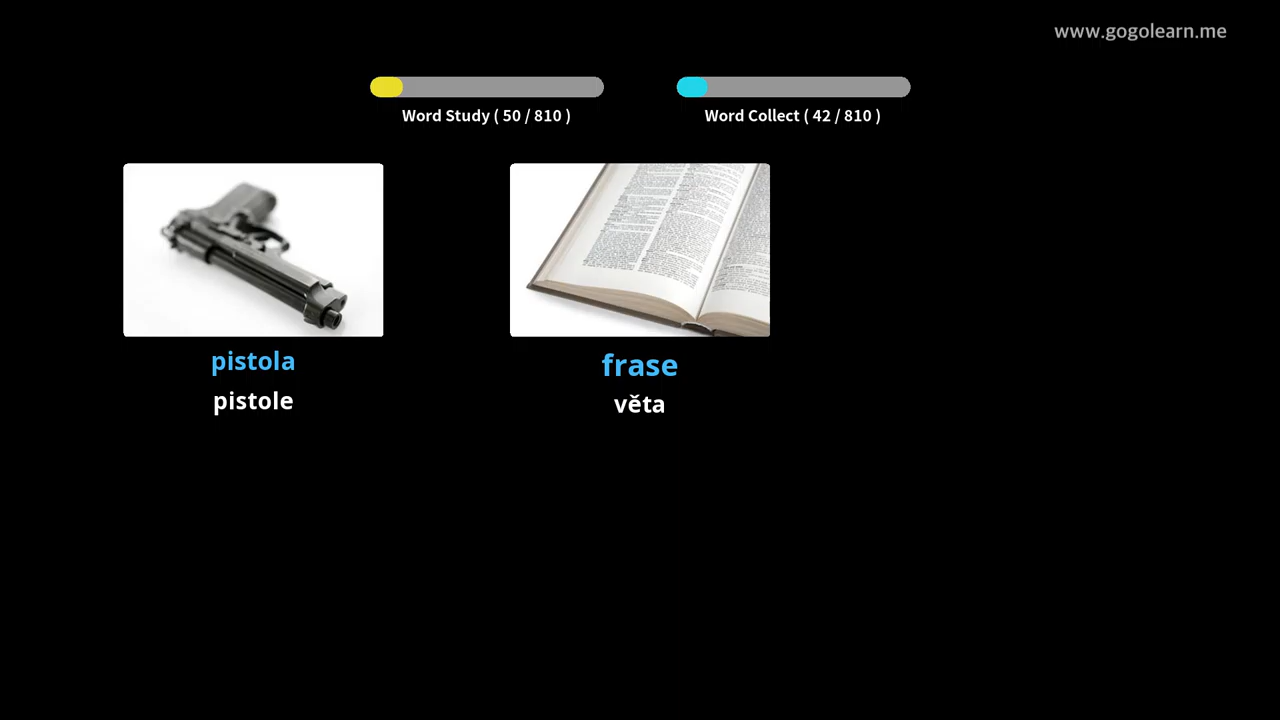 www.gogolearn.me
Word Study ( 50 / 810 )
Word Collect ( 42 / 810 )
pistola
pistole
frase
věta